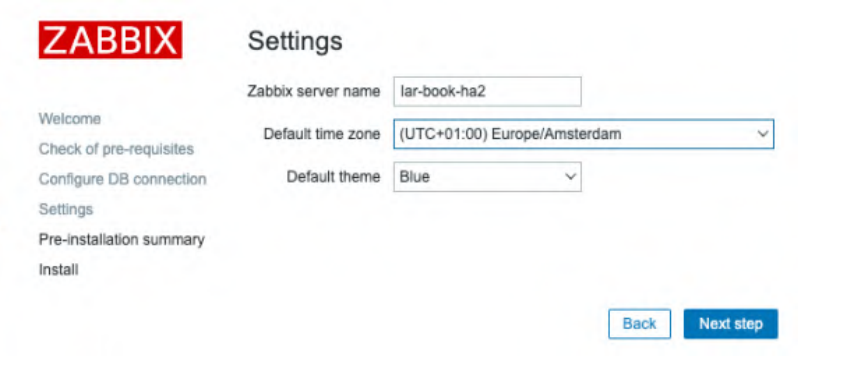 ZABBIX
Settings
Zabbix server name lar-book-ha2
Default time zone (UTC+01:00) Europe/Amsterdam
Default theme Blue
Welcome
Check of pre-requisites
Configure DB connection
Settings
Pre-installation summary
Install
Back Next step